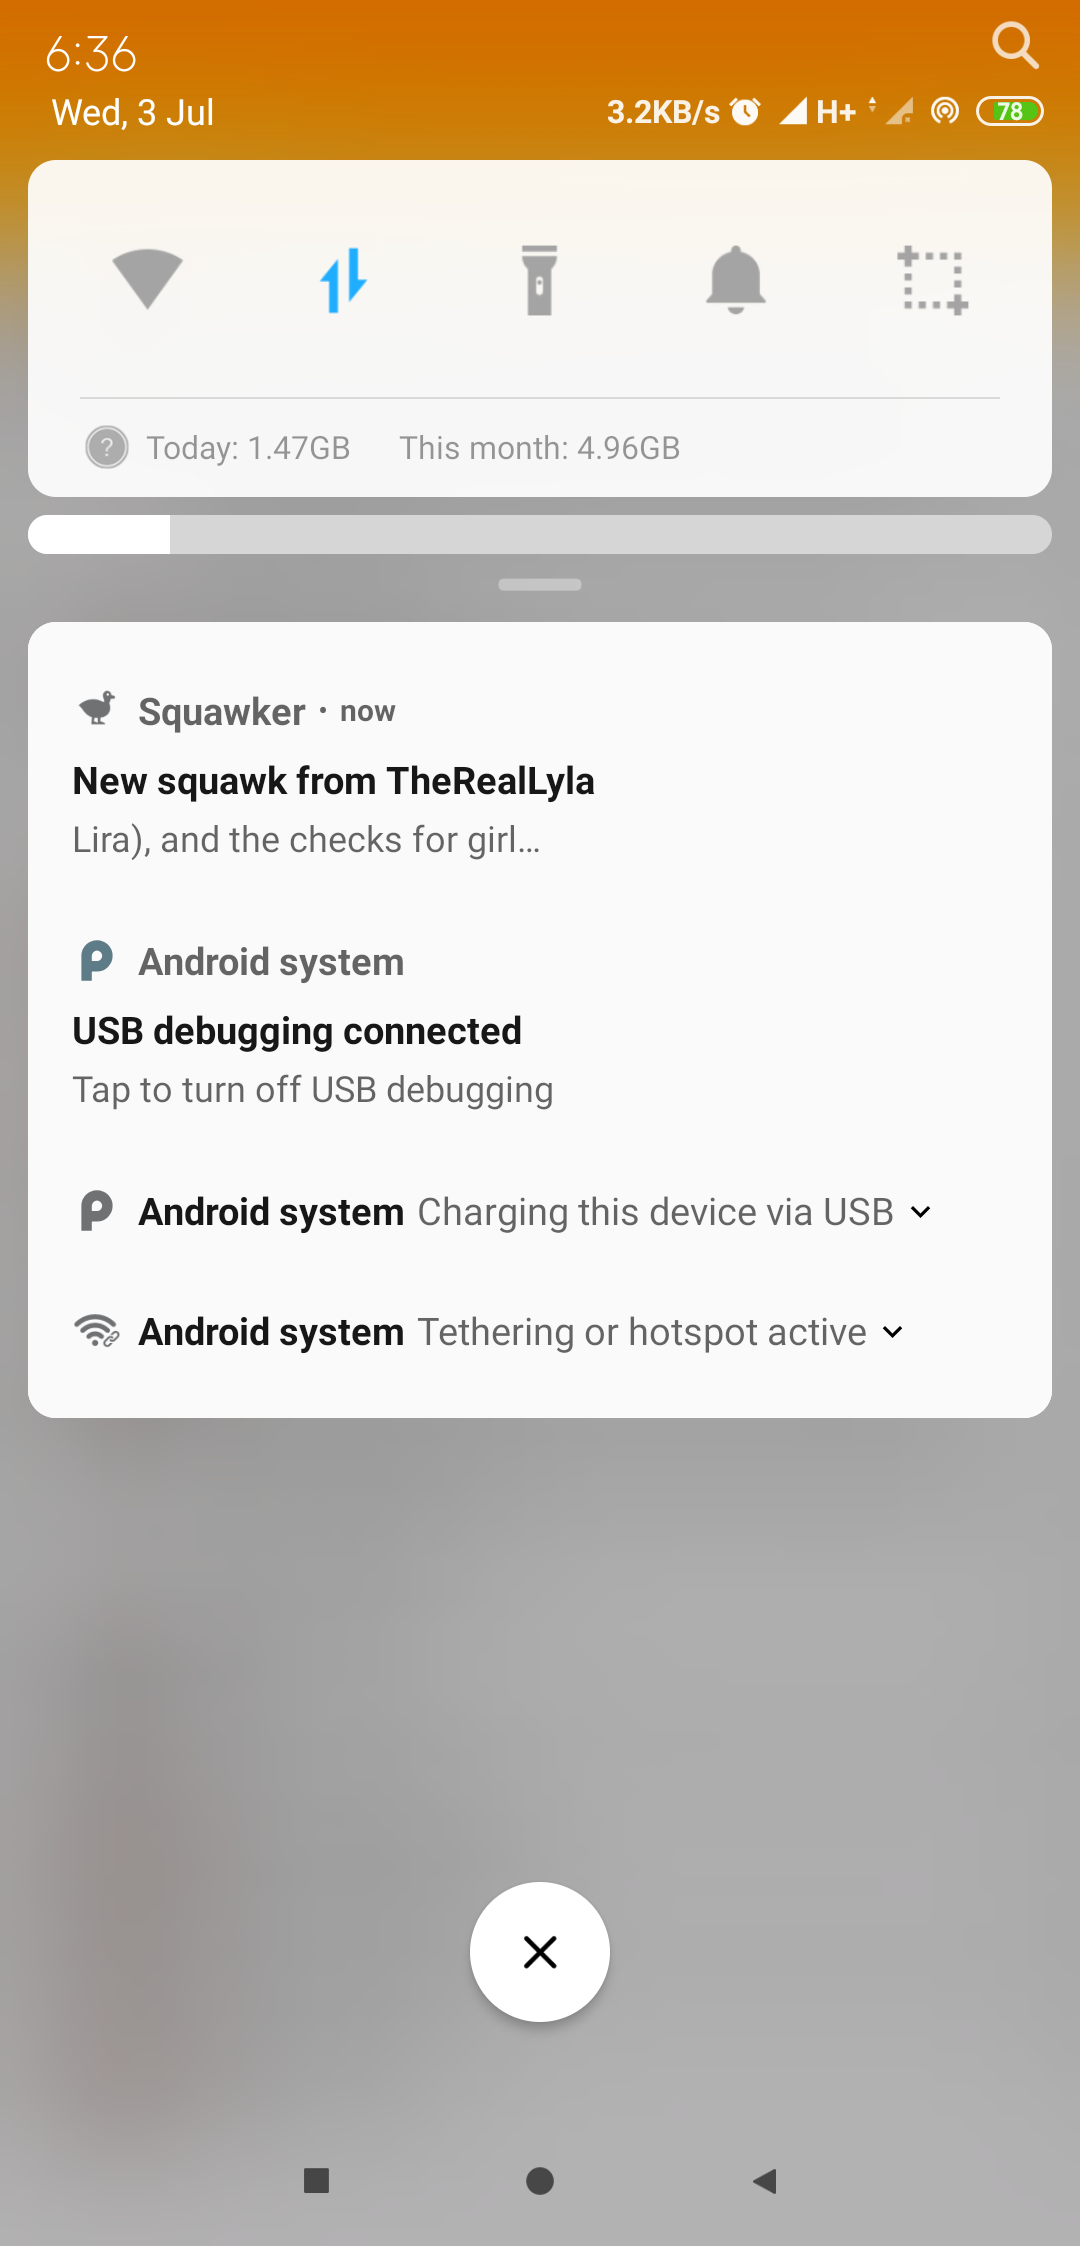 6:36
Wed, 3 Jul
3.2KB/s H+ 78
? Today: 1.47GB This month: 4.96GB
Squawker · now
New squawk from TheRealLyla
Lira), and the checks for girl...
Android system
USB debugging connected
Tap to turn off USB debugging
Android system Charging this device via USB
Android system Tethering or hotspot active